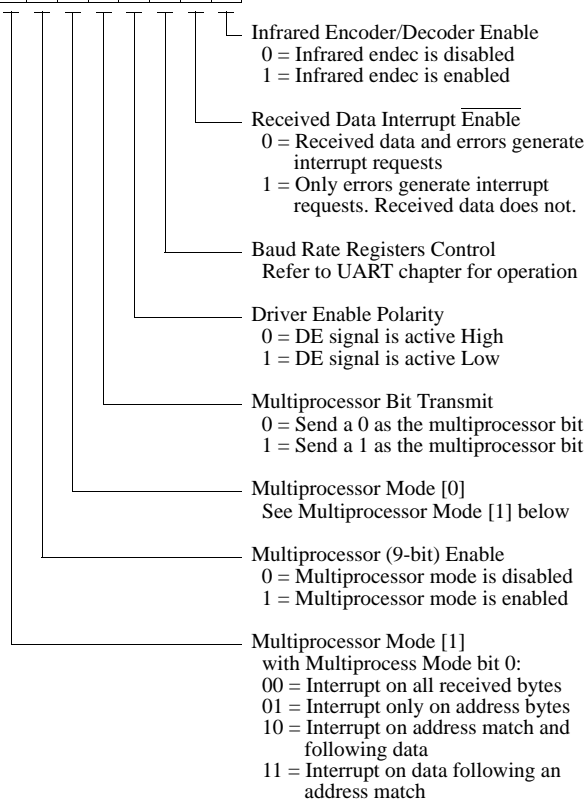 Infrared Encoder/Decoder Enable
0 = Infrared endec is disabled
1 = Infrared endec is enabled
Received Data Interrupt Enable
0 = Received data and errors generate
interrupt requests
1 = Only errors generate interrupt
requests. Received data does not.
Baud Rate Registers Control
Refer to UART chapter for operation
Driver Enable Polarity
0 = DE signal is active High
1 = DE signal is active Low
Multiprocessor Bit Transmit
0 = Send a 0 as the multiprocessor bit
1 = Send a 1 as the multiprocessor bit
Multiprocessor Mode [0]
See Multiprocessor Mode [1] below
Multiprocessor (9-bit) Enable
0 = Multiprocessor mode is disabled
1 = Multiprocessor mode is enabled
Multiprocessor Mode [1]
with Multiprocess Mode bit 0:
00 = Interrupt on all received bytes
01 = Interrupt only on address bytes
10 = Interrupt on address match and
following data
11 = Interrupt on data following an
address match